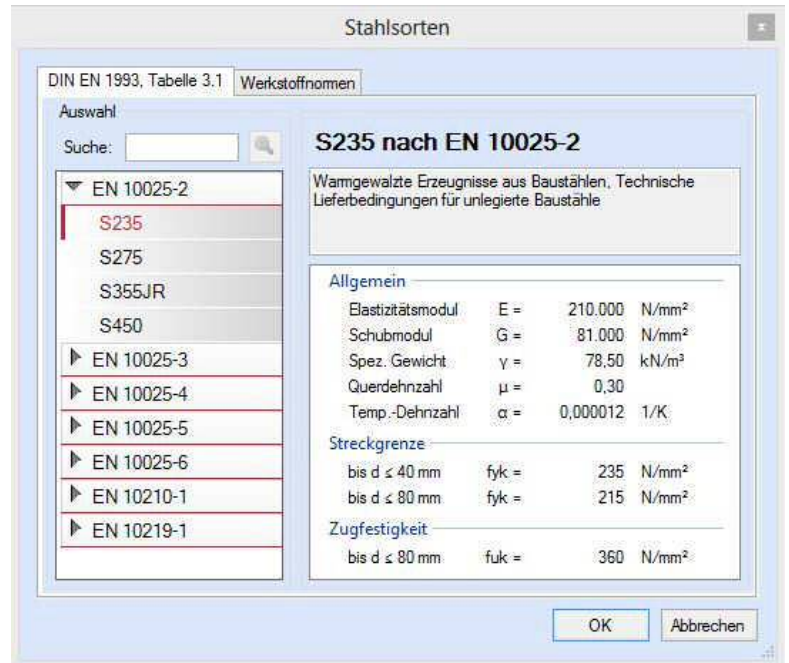 Stahlsorten
x
DIN EN 1993, Tabelle 3.1 Werkstoffnormen
Auswahl
Suche:
EN 10025-2
S235
S275
S355JR
S450
EN 10025-3
EN 10025-4
EN 10025-5
EN 10025-6
EN 10210-1
EN 10219-1
S235 nach EN 10025-2
Warmgewalzte Erzeugnisse aus Baustählen, Technische
Lieferbedingungen für unlegierte Baustähle
Allgemein
Elastizitätsmodul E = 210.000 N/mm²
Schubmodul G = 81.000 N/mm²
Spez. Gewicht γ = 78,50 kN/m³
Querdehnzahl μ = 0,30
Temp.-Dehnzahl α = 0,000012 1/K
Streckgrenze
bis d ≤ 40 mm fyk = 235 N/mm²
bis d ≤ 80 mm fyk = 215 N/mm²
Zugfestigkeit
bis d ≤ 80 mm fuk = 360 N/mm²
OK Abbrechen